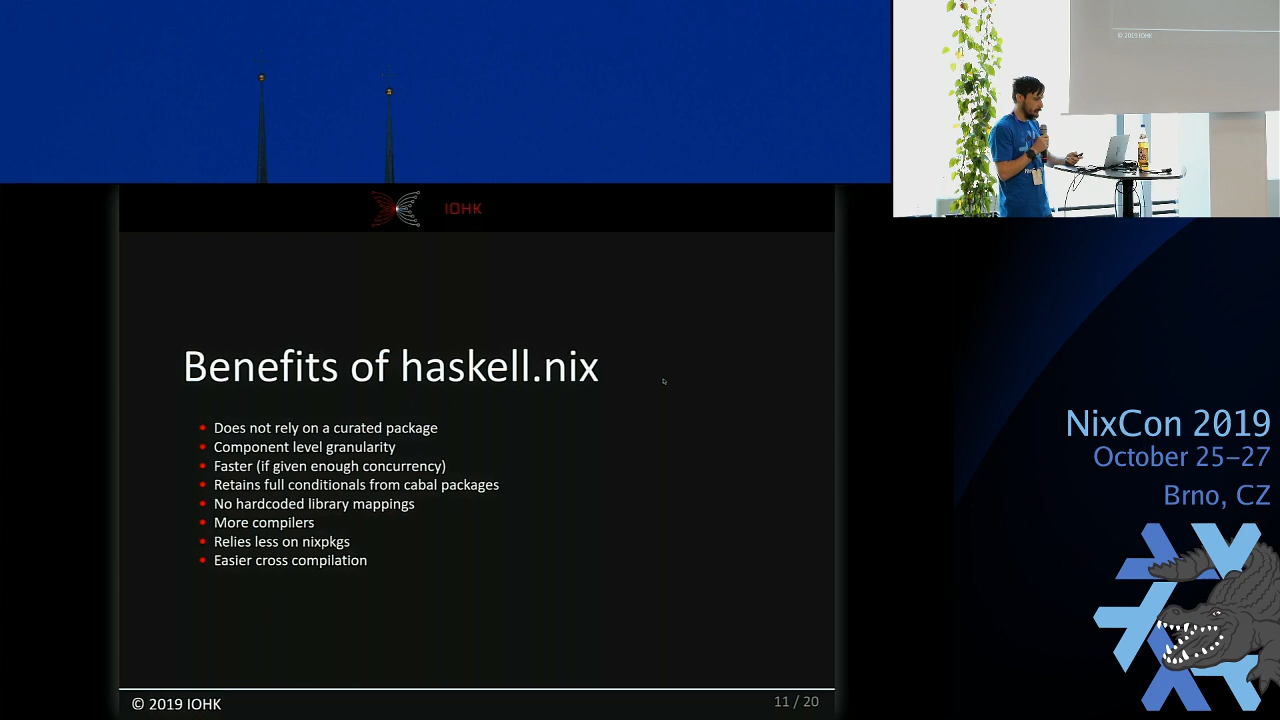 © 2019 IOHK
IOHK
Benefits of haskell.nix
Does not rely on a curated package
Component level granularity
Faster (if given enough concurrency)
Retains full conditionals from cabal packages
No hardcoded library mappings
More compilers
Relies less on nixpkgs
Easier cross compilation
© 2019 IOHK
11 / 20
NixCon 2019
October 25–27
Brno, CZ